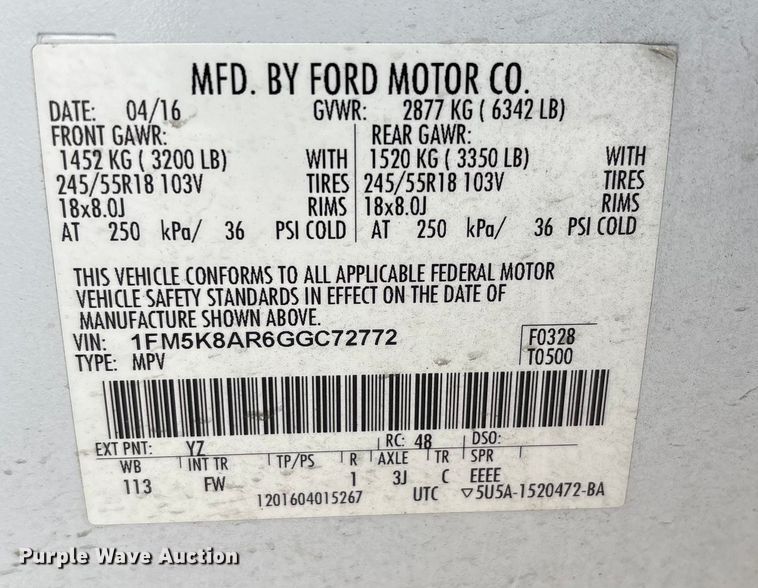 MFD. BY FORD MOTOR CO.
DATE: 04/16 GVWR: 2877 KG ( 6342 LB)
FRONT GAWR: REAR GAWR:
1452 KG ( 3200 LB) WITH 1520 KG ( 3350 LB) WITH
245/55R18 103V TIRES 245/55R18 103V TIRES
18x8.0J RIMS 18x8.0J RIMS
AT 250 kPa/ 36 PSI COLD AT 250 kPa/ 36 PSI COLD
THIS VEHICLE CONFORMS TO ALL APPLICABLE FEDERAL MOTOR
VEHICLE SAFETY STANDARDS IN EFFECT ON THE DATE OF
MANUFACTURE SHOWN ABOVE.
VIN: 1FM5K8AR6GGC72772 F0328
TYPE: MPV T0500
EXT PNT: YZ RC: 48 DSO:
WB INT TR TP/PS R AXLE TR SPR
113 FW 1 3J C EEEE
1201604015267 UTC ▽5U5A-1520472-BA
Purple Wave Auction